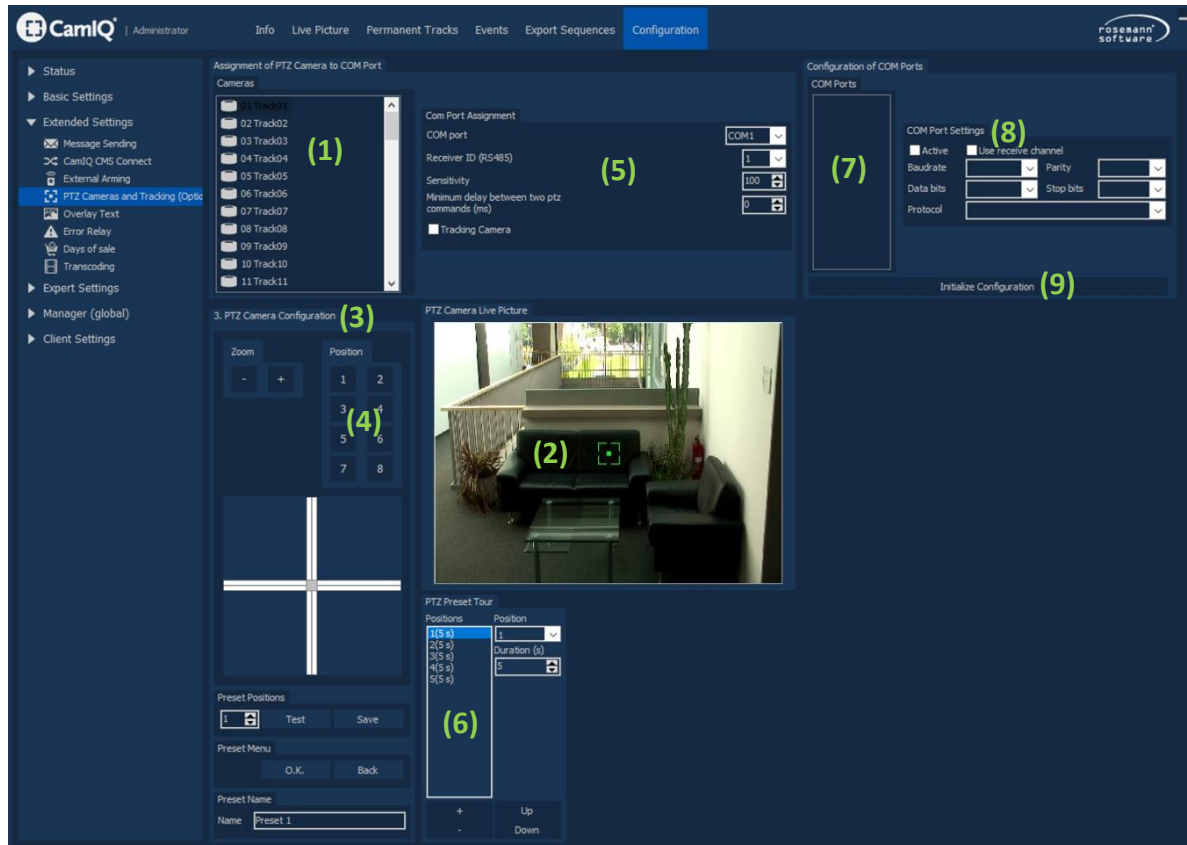 CamIQ | Administrator
Info Live Picture Permanent Tracks Events Export Sequences Configuration
rosemann software
Status
Basic Settings
Extended Settings
Message Sending
CamIQ CMS Connect
External Arming
PTZ Cameras and Tracking (Optic
Overlay Text
Error Relay
Days of sale
Transcoding
Expert Settings
Manager (global)
Client Settings
Assignment of PTZ Camera to COM Port
Cameras
01 Track01
02 Track02
03 Track03
04 Track04
05 Track05
06 Track06
07 Track07
08 Track08
09 Track09
10 Track10
11 Track11
(1)
Com Port Assignment
COM port COM1
Receiver ID (RS485) 1
Sensitivity 100
Minimum delay between two ptz
commands (ms) 0
Tracking Camera
(5)
Configuration of COM Ports
COM Ports
(7)
COM Port Settings (8)
Active Use receive channel
Baudrate Parity
Data bits Stop bits
Protocol
Initialize Configuration (9)
3. PTZ Camera Configuration (3)
Zoom Position
- + 1 2
3 4
(4)
5 6
7 8
Preset Positions
1 Test Save
Preset Menu
O.K. Back
Preset Name
Name Preset 1
PTZ Camera Live Picture
(2)
PTZ Preset Tour
Positions Position
1(5 s) 1
2(5 s)
3(5 s) Duration (s)
4(5 s) 5
5(5 s)
(6)
+ Up
- Down